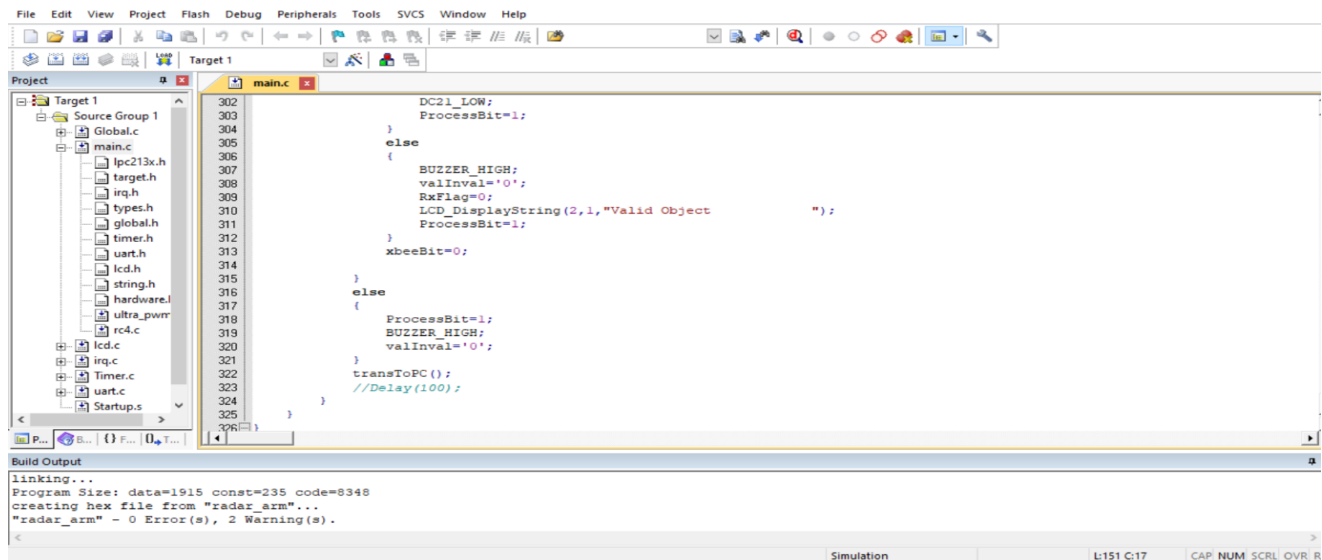 File Edit View Project Flash Debug Peripherals Tools SVCS Window Help
LOAD Target 1
Project
main.c
Target 1
Source Group 1
Global.c
main.c
lpc213x.h
target.h
irq.h
types.h
global.h
timer.h
uart.h
lcd.h
string.h
hardware.l
ultra_pwm
rc4.c
lcd.c
irq.c
Timer.c
uart.c
Startup.s
P... B... {} F... 0 T...
302 DC21_LOW;
303 ProcessBit=1;
304 }
305 else
306 {
307 BUZZER_HIGH;
308 valInval='0';
309 RxFlag=0;
310 LCD_DisplayString(2,1,"Valid Object          ");
311 ProcessBit=1;
312 }
313 xbeeBit=0;
314
315 }
316 else
317 {
318 ProcessBit=1;
319 BUZZER_HIGH;
320 valInval='0';
321 }
322 transToPC();
323 //Delay(100);
324 }
325 }
326 }
Build Output
linking...
Program Size: data=1915 const=235 code=8348
creating hex file from "radar_arm"...
"radar_arm" - 0 Error(s), 2 Warning(s).
Simulation L:151 C:17 CAP NUM SCRL OVR R